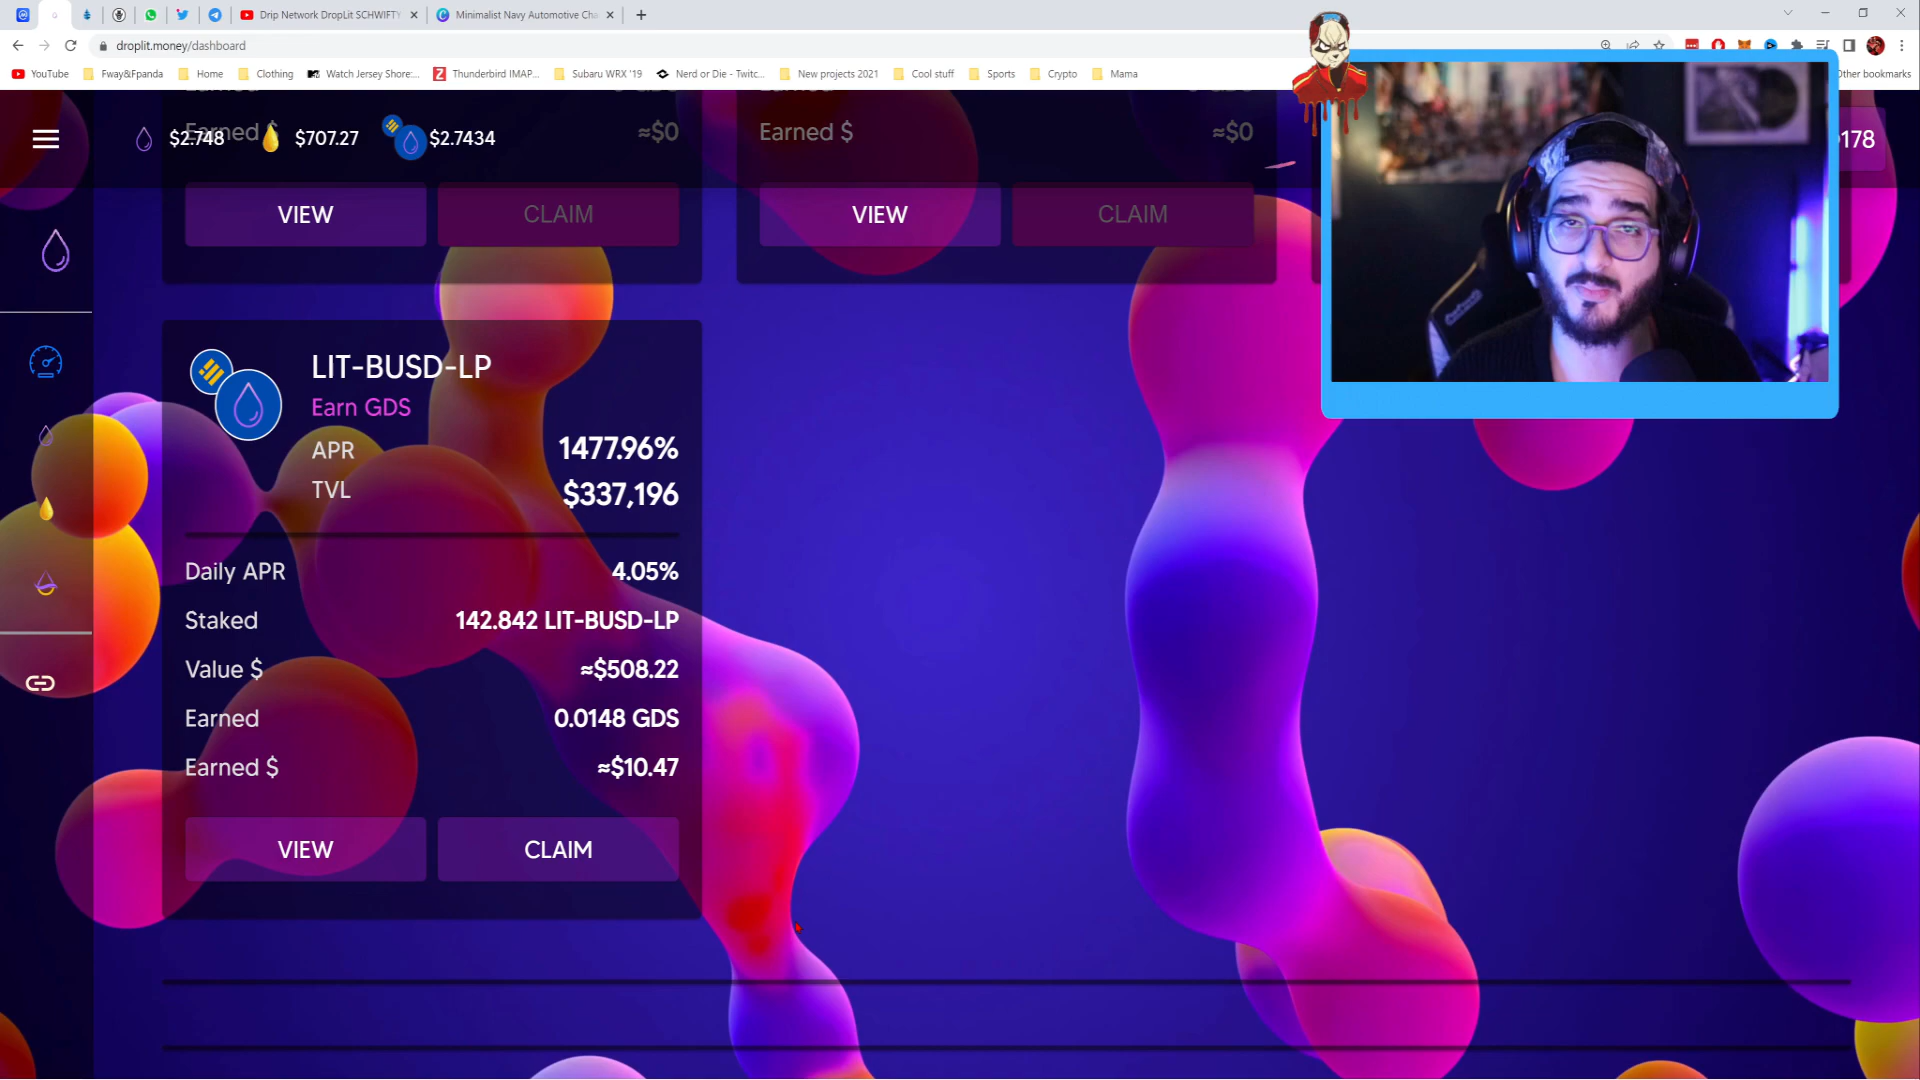 Drip Network DropLit SCHWIFTY
Minimalist Navy Automotive Cha
droplit.money/dashboard
YouTube
Fway&Fpanda
Home
Clothing
Watch Jersey Shore:...
Thunderbird IMAP...
Subaru WRX '19
Nerd or Die - Twitc...
New projects 2021
Cool stuff
Sports
Crypto
Mama
Other bookmarks
$2.748
$707.27
$2.7434
178
Earned $ ≈$0
Earned $ ≈$0
VIEW CLAIM
VIEW CLAIM
LIT-BUSD-LP
Earn GDS
APR 1477.96%
TVL $337,196
Daily APR 4.05%
Staked 142.842 LIT-BUSD-LP
Value $ ≈$508.22
Earned 0.0148 GDS
Earned $ ≈$10.47
VIEW CLAIM